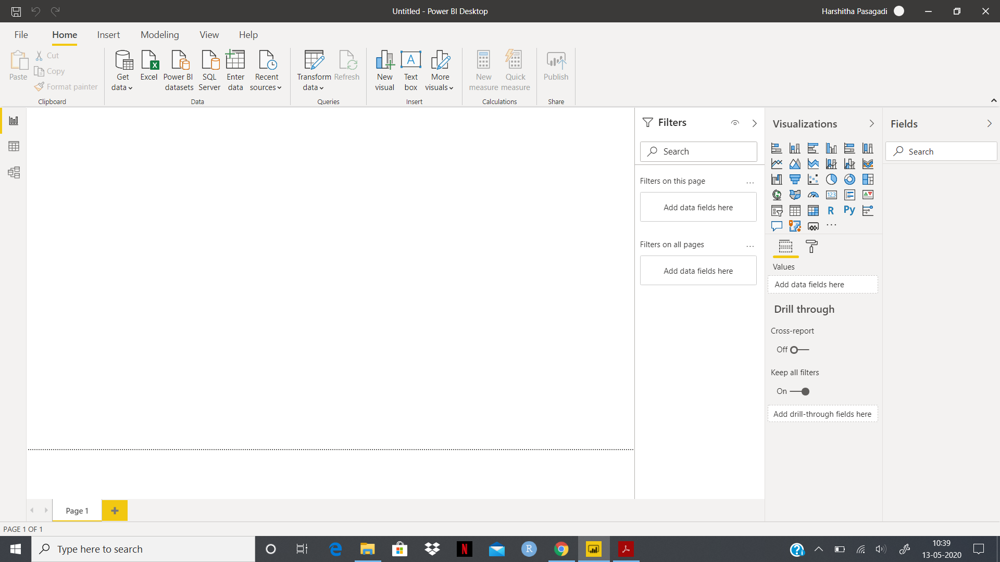 Untitled - Power BI Desktop
Harshitha Pasagadi
File Home Insert Modeling View Help
Paste
Cut
Copy
Format painter
Clipboard
Get data
Excel
Power BI datasets
SQL Server
Enter data
Recent sources
Data
Transform data
Refresh
Queries
New visual
Text box
More visuals
Insert
New measure
Quick measure
Calculations
Publish
Share
Filters
Search
Filters on this page
Add data fields here
Filters on all pages
Add data fields here
Visualizations
123
R
Py
Values
Add data fields here
Drill through
Cross-report
Off
Keep all filters
On
Add drill-through fields here
Fields
Search
Page 1
PAGE 1 OF 1
Type here to search
N
R
10:39
13-05-2020